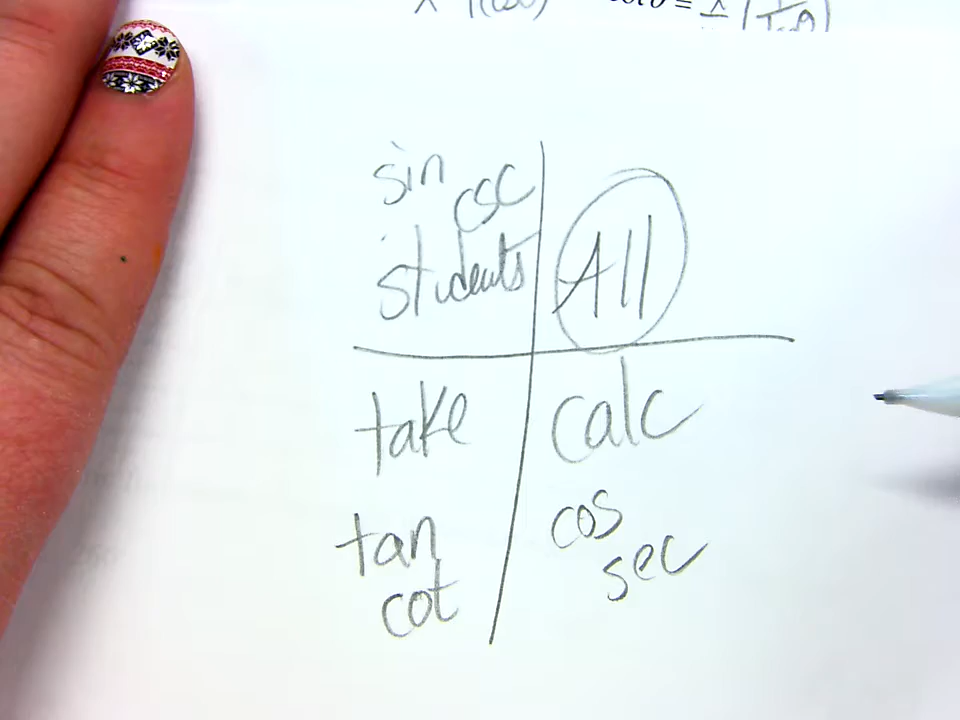 sin
csc
students
All
take
calc
tan
cot
cos
sec